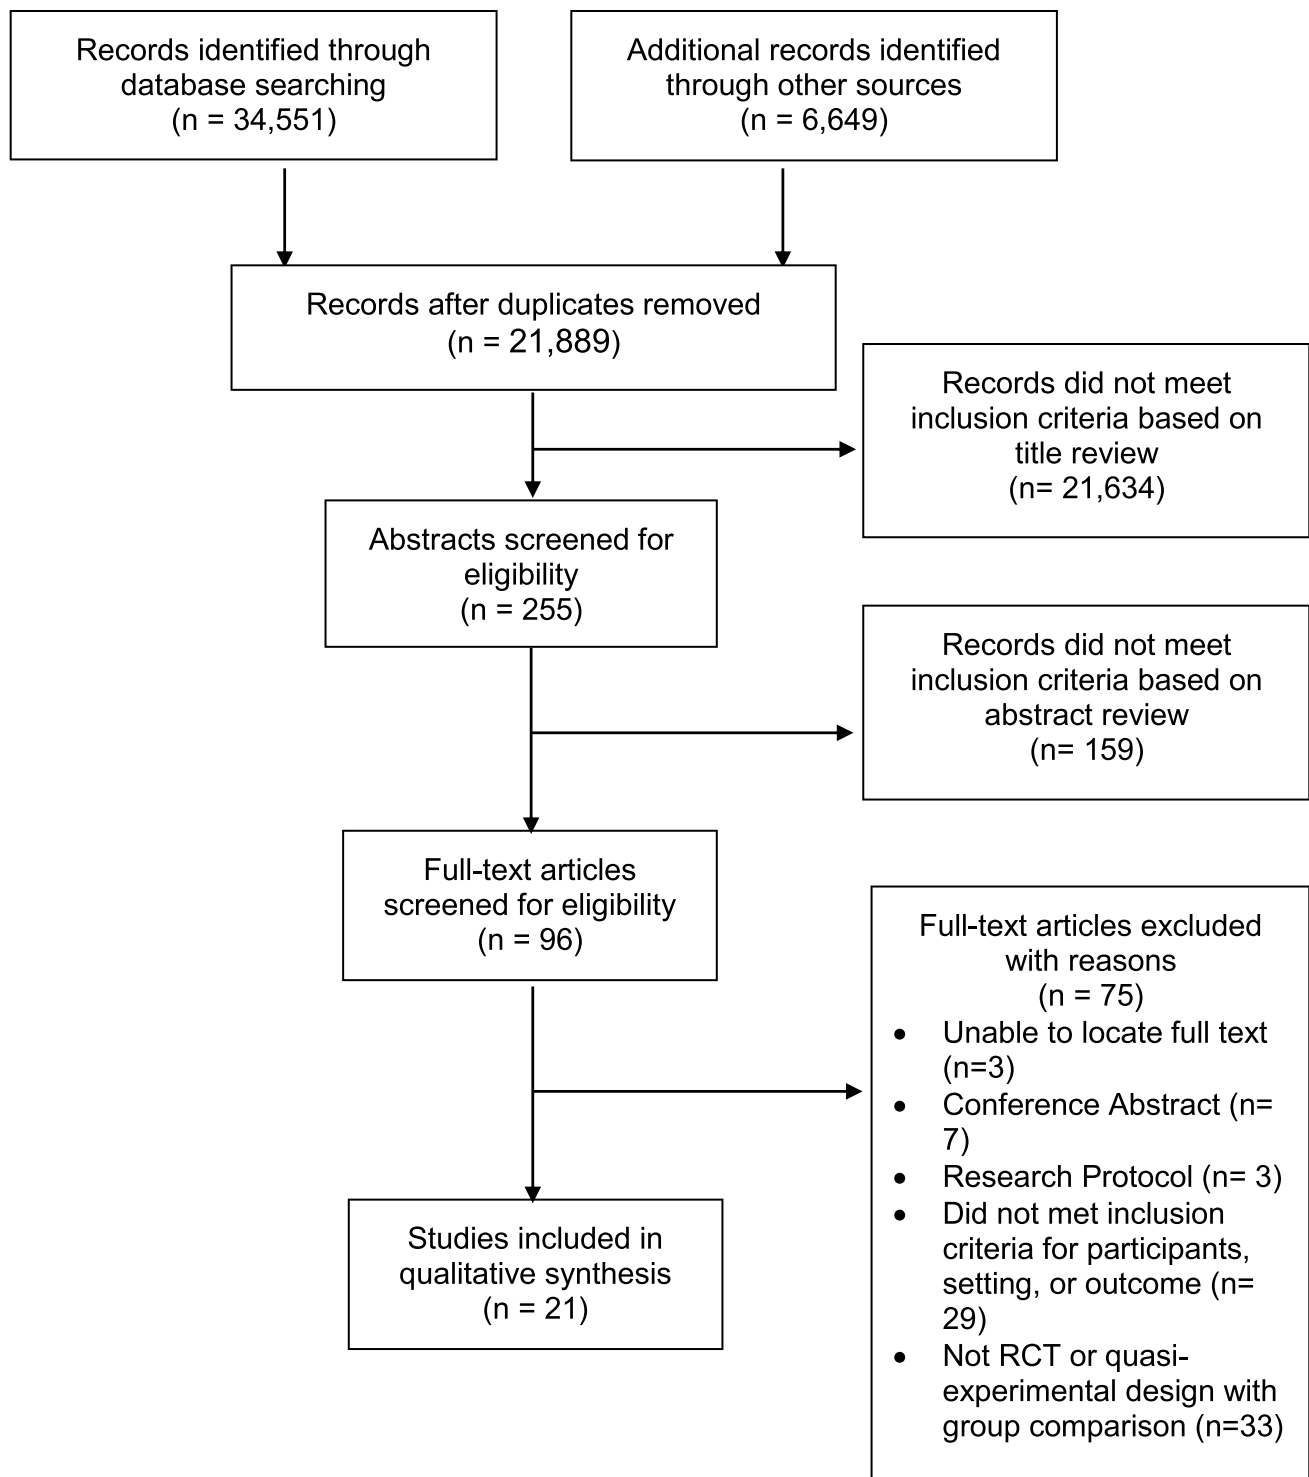 Records identified through
database searching
(n = 34,551)
Additional records identified
through other sources
(n = 6,649)
Records after duplicates removed
(n = 21,889)
Records did not meet
inclusion criteria based on
title review
(n= 21,634)
Abstracts screened for
eligibility
(n = 255)
Records did not meet
inclusion criteria based on
abstract review
(n= 159)
Full-text articles
screened for eligibility
(n = 96)
Full-text articles excluded
with reasons
(n = 75)
• Unable to locate full text
(n=3)
• Conference Abstract (n=
7)
• Research Protocol (n= 3)
• Did not met inclusion
criteria for participants,
setting, or outcome (n=
29)
• Not RCT or quasi-
experimental design with
group comparison (n=33)
Studies included in
qualitative synthesis
(n = 21)